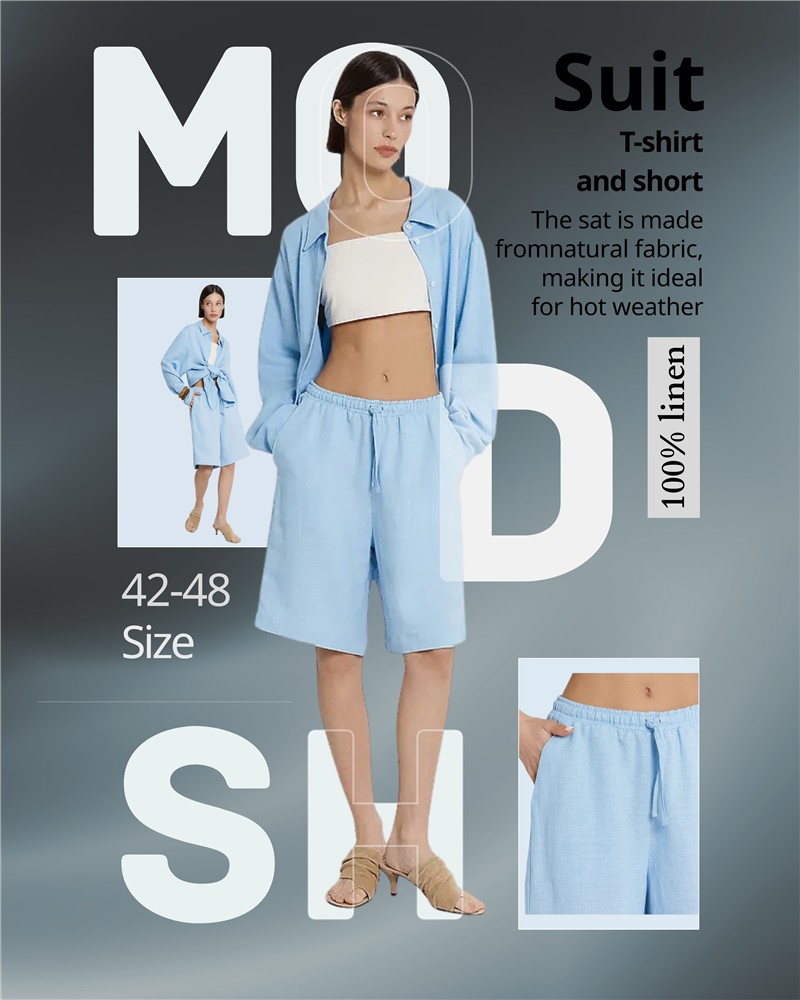 MO
Suit
T-shirt
and short
The sat is made
fromnatural fabric,
making it ideal
for hot weather
D
100% linen
42-48
Size
SH